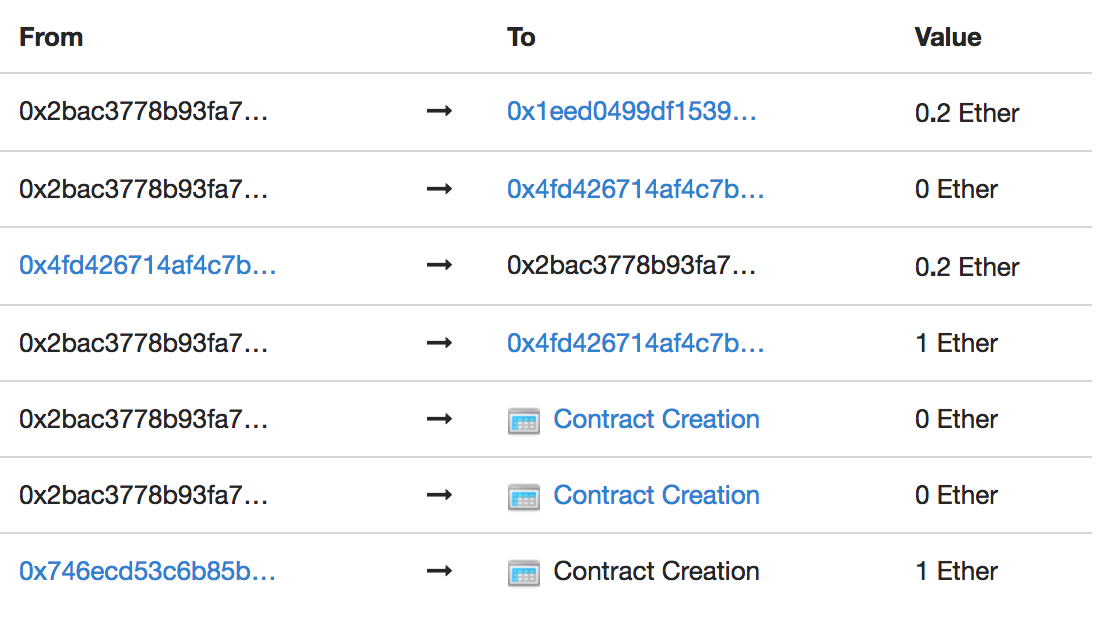 From To Value
0x2bac3778b93fa7... → 0x1eed0499df1539... 0.2 Ether
0x2bac3778b93fa7... → 0x4fd426714af4c7b... 0 Ether
0x4fd426714af4c7b... → 0x2bac3778b93fa7... 0.2 Ether
0x2bac3778b93fa7... → 0x4fd426714af4c7b... 1 Ether
0x2bac3778b93fa7... → Contract Creation 0 Ether
0x2bac3778b93fa7... → Contract Creation 0 Ether
0x746ecd53c6b85b... → Contract Creation 1 Ether